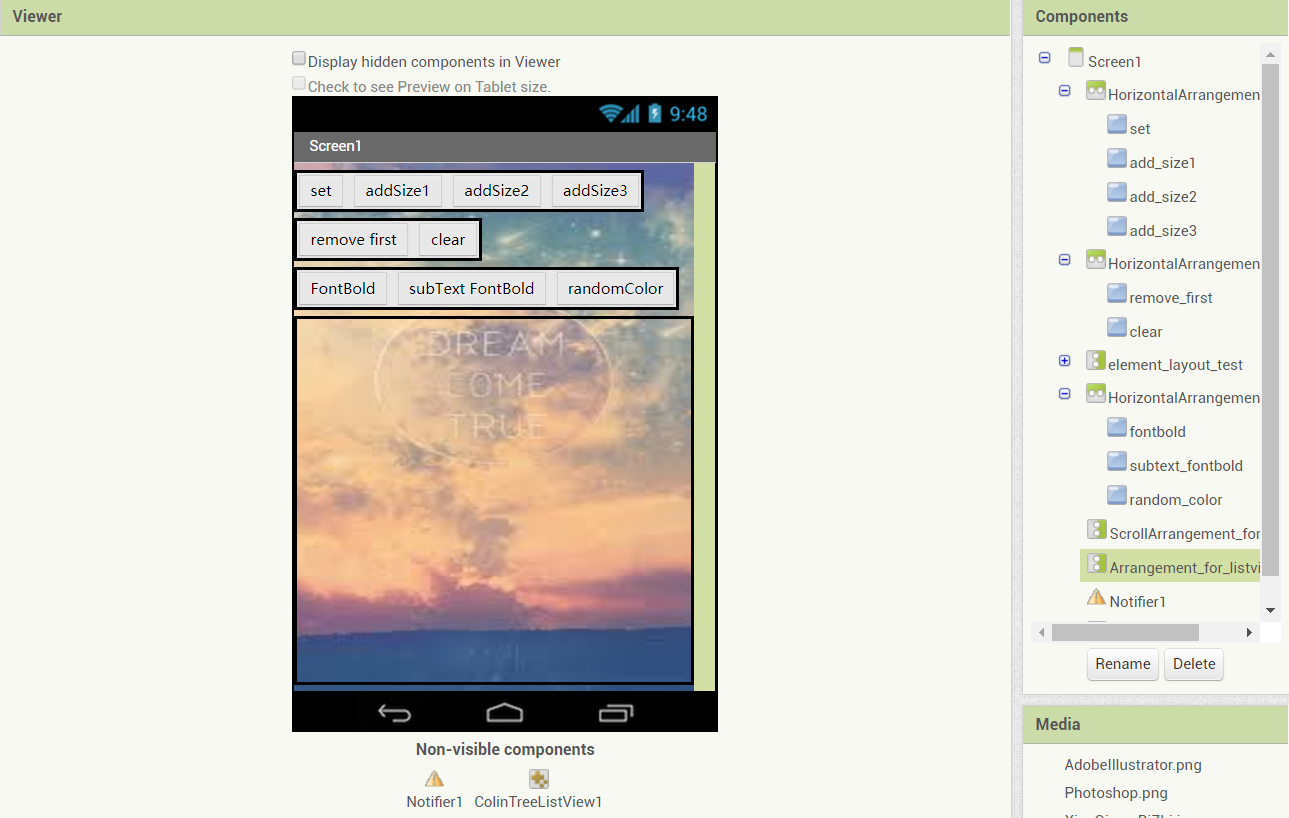 Viewer
Display hidden components in Viewer
Check to see Preview on Tablet size.
9:48
Screen1
set addSize1 addSize2 addSize3
remove first clear
FontBold subText FontBold randomColor
DREAM
COME
TRUE
Non-visible components
Notifier1 ColinTreeListView1
Components
Screen1
HorizontalArrangemen
set
add_size1
add_size2
add_size3
HorizontalArrangemen
remove_first
clear
element_layout_test
HorizontalArrangemen
fontbold
subtext_fontbold
random_color
ScrollArrangement_for
Arrangement_for_listvi
Notifier1
Rename Delete
Media
AdobeIllustrator.png
Photoshop.png